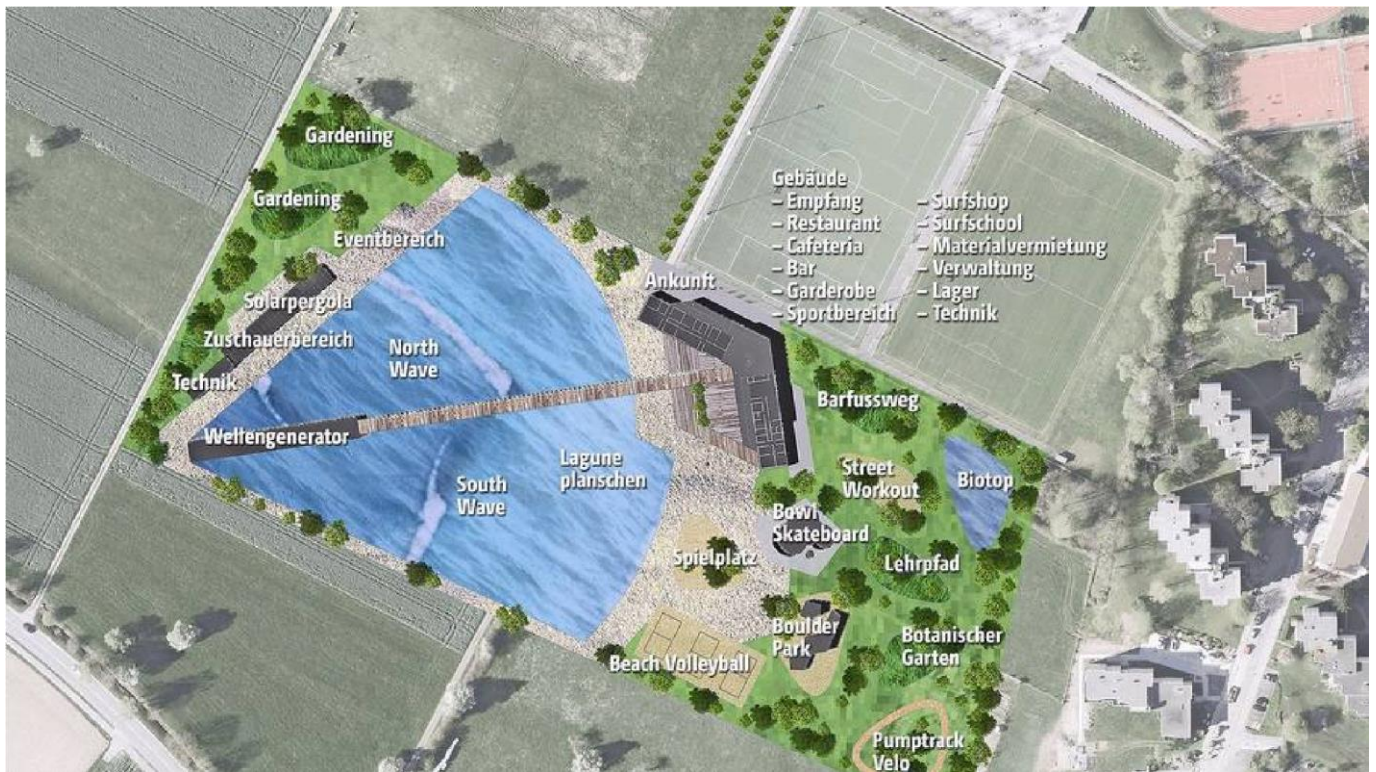 Gardening
Gardening
Eventbereich
Solarpergola
Zuschauerbereich
Technik
North
Wave
Wellengenerator
South
Wave
Lagune
planschen
Ankunft
Gebäude
– Empfang
– Restaurant
– Cafeteria
– Bar
– Garderobe
– Sportbereich
– Surfshop
– Surfschool
– Materialvermietung
– Verwaltung
– Lager
– Technik
Barfussweg
Street
Workout
Biotop
Bowl
Skateboard
Spielplatz
Lehrpfad
Boulder
Park
Botanischer
Garten
Beach Volleyball
Pumptrack
Velo